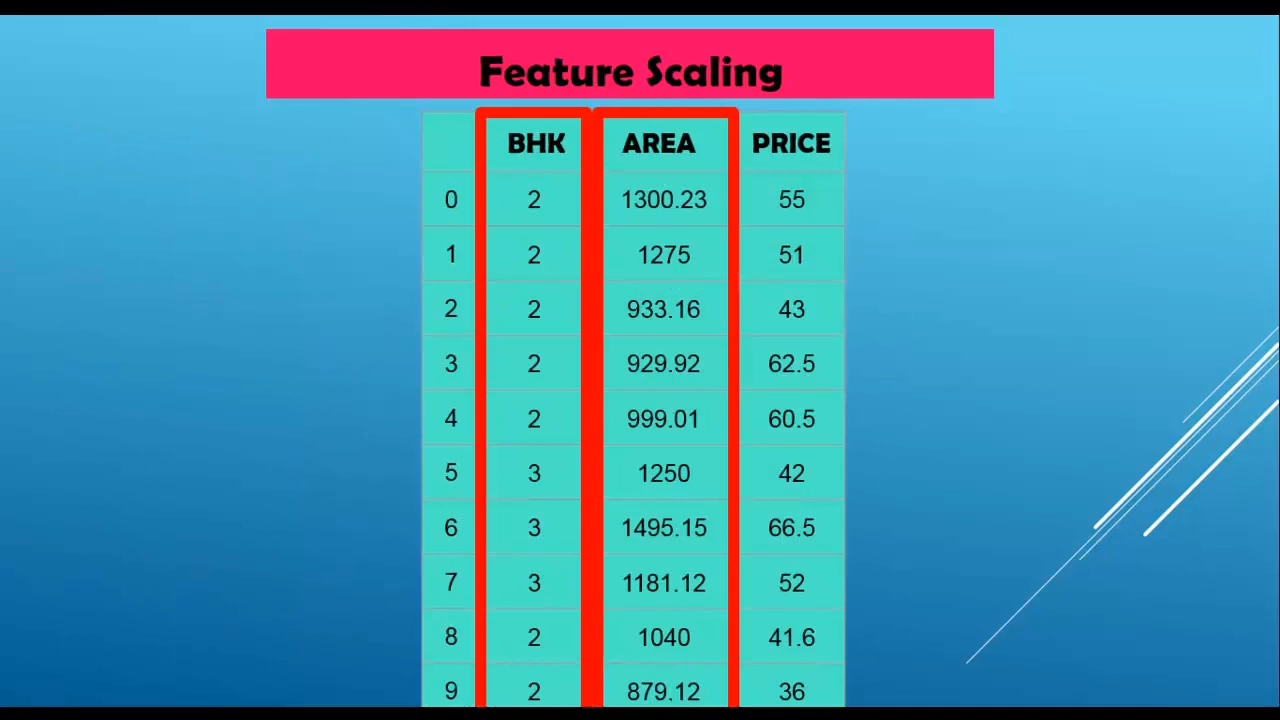 Feature Scaling
BHK AREA PRICE
0 2 1300.23 55
1 2 1275 51
2 2 933.16 43
3 2 929.92 62.5
4 2 999.01 60.5
5 3 1250 42
6 3 1495.15 66.5
7 3 1181.12 52
8 2 1040 41.6
9 2 879.12 36